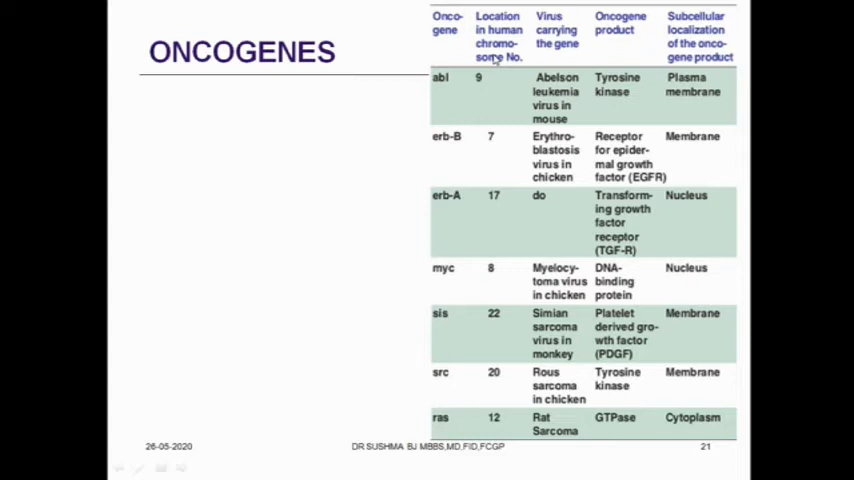 ONCOGENES
Onco- Location Virus Oncogene Subcellular
gene in human carrying product localization
chromo- the gene of the onco-
some No. gene product
abl 9 Abelson Tyrosine Plasma
leukemia kinase membrane
virus in
mouse
erb-B 7 Erythro- Receptor Membrane
blastosis for epider-
virus in mal growth
chicken factor (EGFR)
erb-A 17 do Transform- Nucleus
ing growth
factor
receptor
(TGF-R)
myc 8 Myelocy- DNA- Nucleus
toma virus binding
in chicken protein
sis 22 Simian Platelet Membrane
sarcoma derived gro-
virus in wth factor
monkey (PDGF)
src 20 Rous Tyrosine Membrane
sarcoma kinase
in chicken
ras 12 Rat GTPase Cytoplasm
Sarcoma
26-05-2020 DR SUSHMA BJ MBBS,MD,FID,FCGP 21